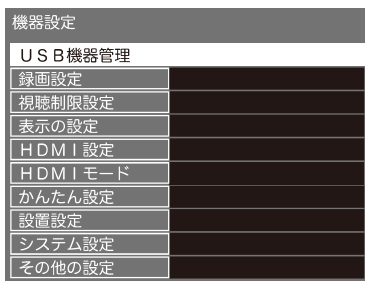 機器設定
ＵＳＢ機器管理
録画設定
視聴制限設定
表示の設定
ＨＤＭＩ設定
ＨＤＭＩモード
かんたん設定
設置設定
システム設定
その他の設定